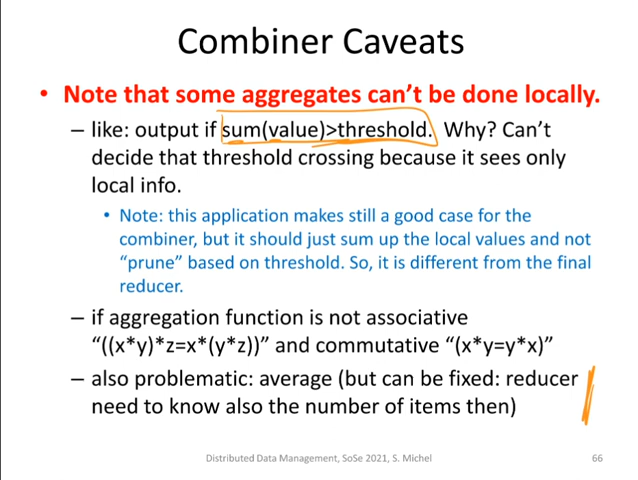 Combiner Caveats
• Note that some aggregates can't be done locally.
– like: output if sum(value)>threshold. Why? Can't
decide that threshold crossing because it sees only
local info.
• Note: this application makes still a good case for the
combiner, but it should just sum up the local values and not
"prune" based on threshold. So, it is different from the final
reducer.
– if aggregation function is not associative
"((x*y)*z=x*(y*z))" and commutative "(x*y=y*x)"
– also problematic: average (but can be fixed: reducer
need to know also the number of items then)
Distributed Data Management, SoSe 2021, S. Michel
66